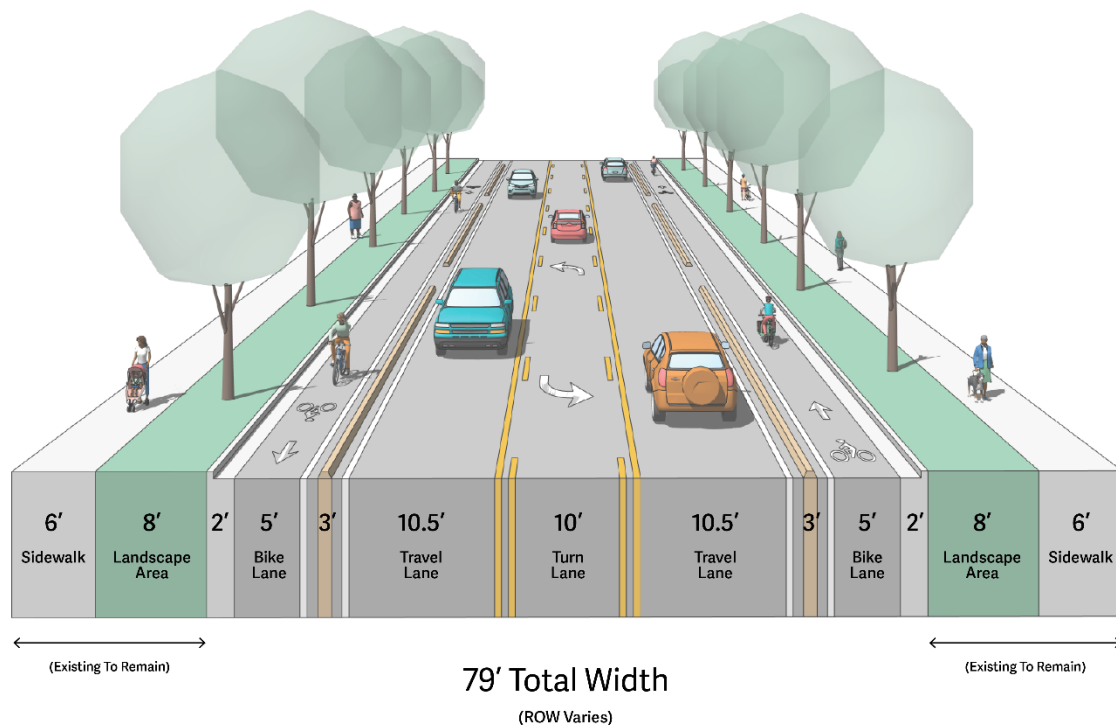 6′
Sidewalk
8′
Landscape
Area
2′
5′
Bike
Lane
3′
10.5′
Travel
Lane
10′
Turn
Lane
10.5′
Travel
Lane
3′
5′
Bike
Lane
2′
8′
Landscape
Area
6′
Sidewalk
(Existing To Remain)
(Existing To Remain)
79′ Total Width
(ROW Varies)